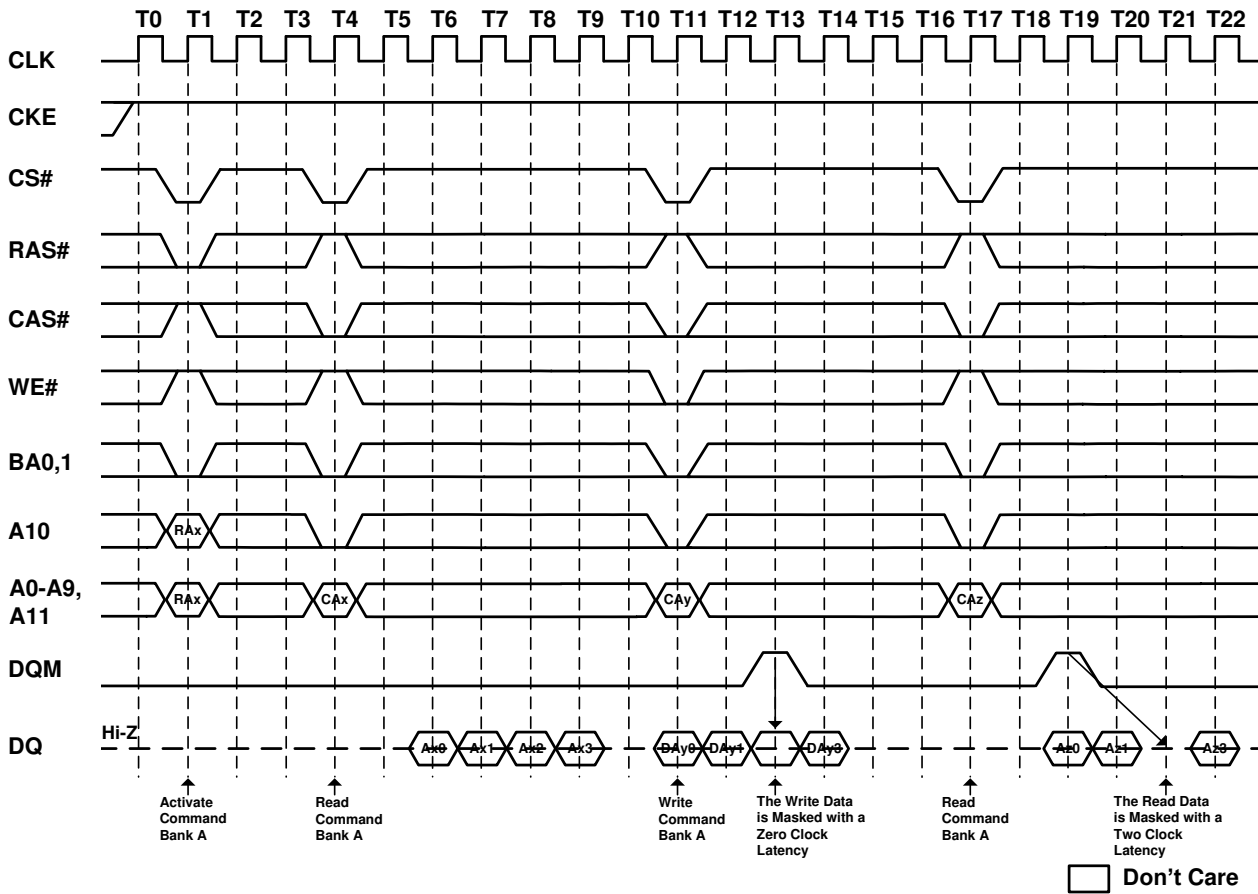 T0 T1 T2 T3 T4 T5 T6 T7 T8 T9 T10 T11 T12 T13 T14 T15 T16 T17 T18 T19 T20 T21 T22
CLK
CKE
CS#
RAS#
CAS#
WE#
BA0,1
A10
RAx
A0-A9,
A11
RAx CAx CAy CAz
DQM
Hi-Z
DQ
Ax0 Ax1 Ax2 Ax3 DAy0 DAy1 DAy3 Az0 Az1 Az3
Activate
Command
Bank A
Read
Command
Bank A
Write
Command
Bank A
The Write Data
is Masked with a
Zero Clock
Latency
Read
Command
Bank A
The Read Data
is Masked with a
Two Clock
Latency
Don't Care